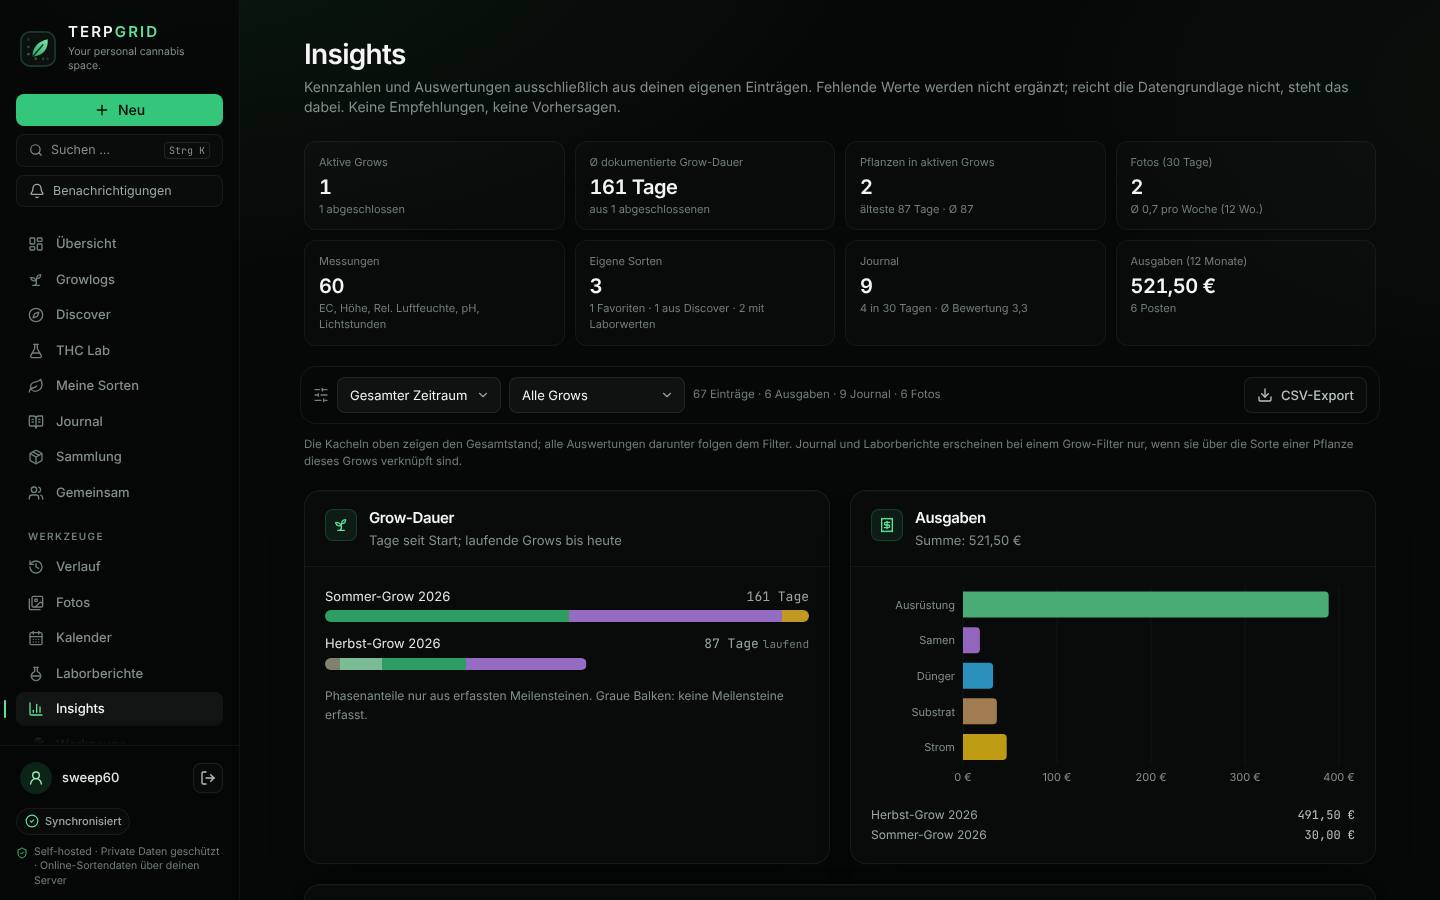 TERPGRID
Your personal cannabis
space.
Neu
Suchen ... Strg K
Benachrichtigungen
Übersicht
Growlogs
Discover
THC Lab
Meine Sorten
Journal
Sammlung
Gemeinsam
WERKZEUGE
Verlauf
Fotos
Kalender
Laborberichte
Insights
sweep60
Synchronisiert
Self-hosted · Private Daten geschützt
· Online-Sortendaten über deinen
Server
Insights
Kennzahlen und Auswertungen ausschließlich aus deinen eigenen Einträgen. Fehlende Werte werden nicht ergänzt; reicht die Datengrundlage nicht, steht das
dabei. Keine Empfehlungen, keine Vorhersagen.
Aktive Grows
1
1 abgeschlossen
Ø dokumentierte Grow-Dauer
161 Tage
aus 1 abgeschlossenen
Pflanzen in aktiven Grows
2
älteste 87 Tage · Ø 87
Fotos (30 Tage)
2
Ø 0,7 pro Woche (12 Wo.)
Messungen
60
EC, Höhe, Rel. Luftfeuchte, pH,
Lichtstunden
Eigene Sorten
3
1 Favoriten · 1 aus Discover · 2 mit
Laborwerten
Journal
9
4 in 30 Tagen · Ø Bewertung 3,3
Ausgaben (12 Monate)
521,50 €
6 Posten
Gesamter Zeitraum Alle Grows 67 Einträge · 6 Ausgaben · 9 Journal · 6 Fotos CSV-Export
Die Kacheln oben zeigen den Gesamtstand; alle Auswertungen darunter folgen dem Filter. Journal und Laborberichte erscheinen bei einem Grow-Filter nur, wenn sie über die Sorte einer Pflanze
dieses Grows verknüpft sind.
Grow-Dauer
Tage seit Start; laufende Grows bis heute
Sommer-Grow 2026 161 Tage
Herbst-Grow 2026 87 Tage laufend
Phasenanteile nur aus erfassten Meilensteinen. Graue Balken: keine Meilensteine
erfasst.
Ausgaben
Summe: 521,50 €
Ausrüstung
Samen
Dünger
Substrat
Strom
0 € 100 € 200 € 300 € 400 €
Herbst-Grow 2026 491,50 €
Sommer-Grow 2026 30,00 €